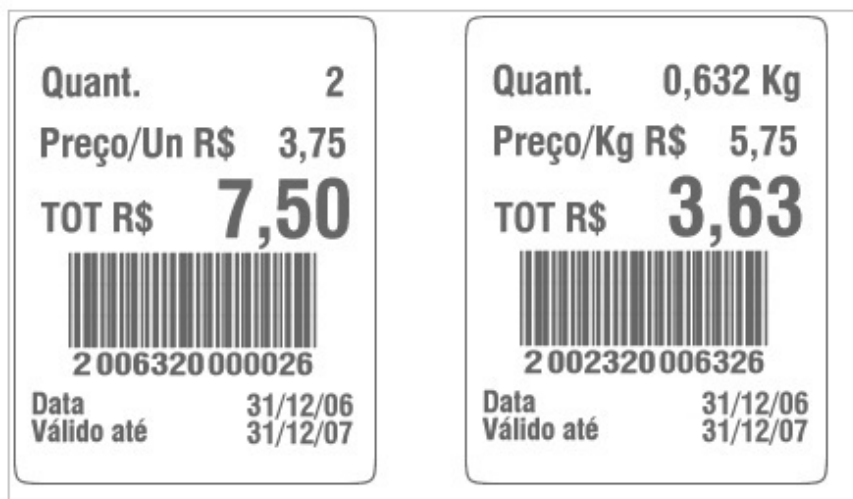 Quant. 2
Preço/Un R$ 3,75
TOT R$ 7,50
2 006320 000026
Data 31/12/06
Válido até 31/12/07
Quant. 0,632 Kg
Preço/Kg R$ 5,75
TOT R$ 3,63
2 002320 006326
Data 31/12/06
Válido até 31/12/07